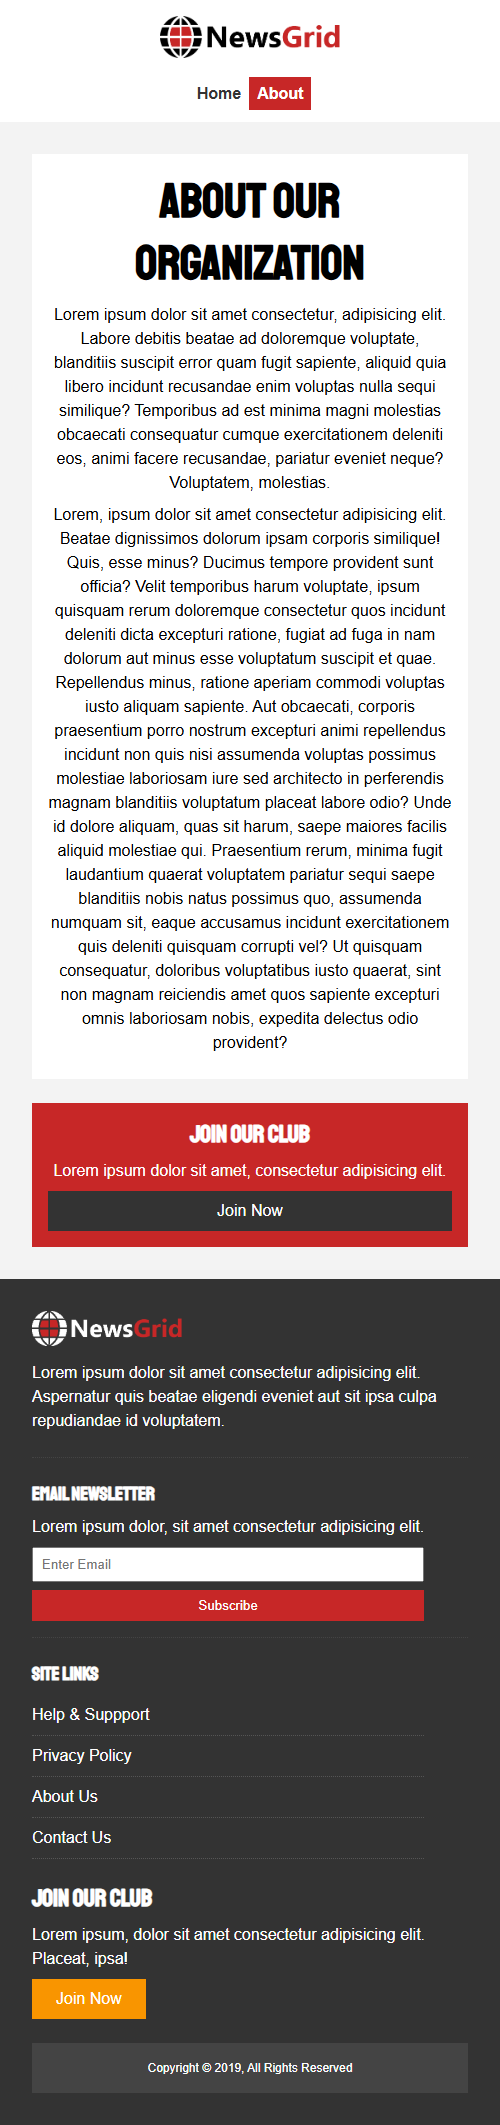 NewsGrid
Home About
ABOUT OUR
ORGANIZATION
Lorem ipsum dolor sit amet consectetur, adipisicing elit.
Labore debitis beatae ad doloremque voluptate,
blanditiis suscipit error quam fugit sapiente, aliquid quia
libero incidunt recusandae enim voluptas nulla sequi
similique? Temporibus ad est minima magni molestias
obcaecati consequatur cumque exercitationem deleniti
eos, animi facere recusandae, pariatur eveniet neque?
Voluptatem, molestias.
Lorem, ipsum dolor sit amet consectetur adipisicing elit.
Beatae dignissimos dolorum ipsam corporis similique!
Quis, esse minus? Ducimus tempore provident sunt
officia? Velit temporibus harum voluptate, ipsum
quisquam rerum doloremque consectetur quos incidunt
deleniti dicta excepturi ratione, fugiat ad fuga in nam
dolorum aut minus esse voluptatum suscipit et quae.
Repellendus minus, ratione aperiam commodi voluptas
iusto aliquam sapiente. Aut obcaecati, corporis
praesentium porro nostrum excepturi animi repellendus
incidunt non quis nisi assumenda voluptas possimus
molestiae laboriosam iure sed architecto in perferendis
magnam blanditiis voluptatum placeat labore odio? Unde
id dolore aliquam, quas sit harum, saepe maiores facilis
aliquid molestiae qui. Praesentium rerum, minima fugit
laudantium quaerat voluptatem pariatur sequi saepe
blanditiis nobis natus possimus quo, assumenda
numquam sit, eaque accusamus incidunt exercitationem
quis deleniti quisquam corrupti vel? Ut quisquam
consequatur, doloribus voluptatibus iusto quaerat, sint
non magnam reiciendis amet quos sapiente excepturi
omnis laboriosam nobis, expedita delectus odio
provident?
JOIN OUR CLUB
Lorem ipsum dolor sit amet, consectetur adipisicing elit.
Join Now
NewsGrid
Lorem ipsum dolor sit amet consectetur adipisicing elit.
Aspernatur quis beatae eligendi eveniet aut sit ipsa culpa
repudiandae id voluptatem.
EMAIL NEWSLETTER
Lorem ipsum dolor, sit amet consectetur adipisicing elit.
Enter Email
Subscribe
SITE LINKS
Help & Suppport
Privacy Policy
About Us
Contact Us
JOIN OUR CLUB
Lorem ipsum, dolor sit amet consectetur adipisicing elit.
Placeat, ipsa!
Join Now
Copyright © 2019, All Rights Reserved